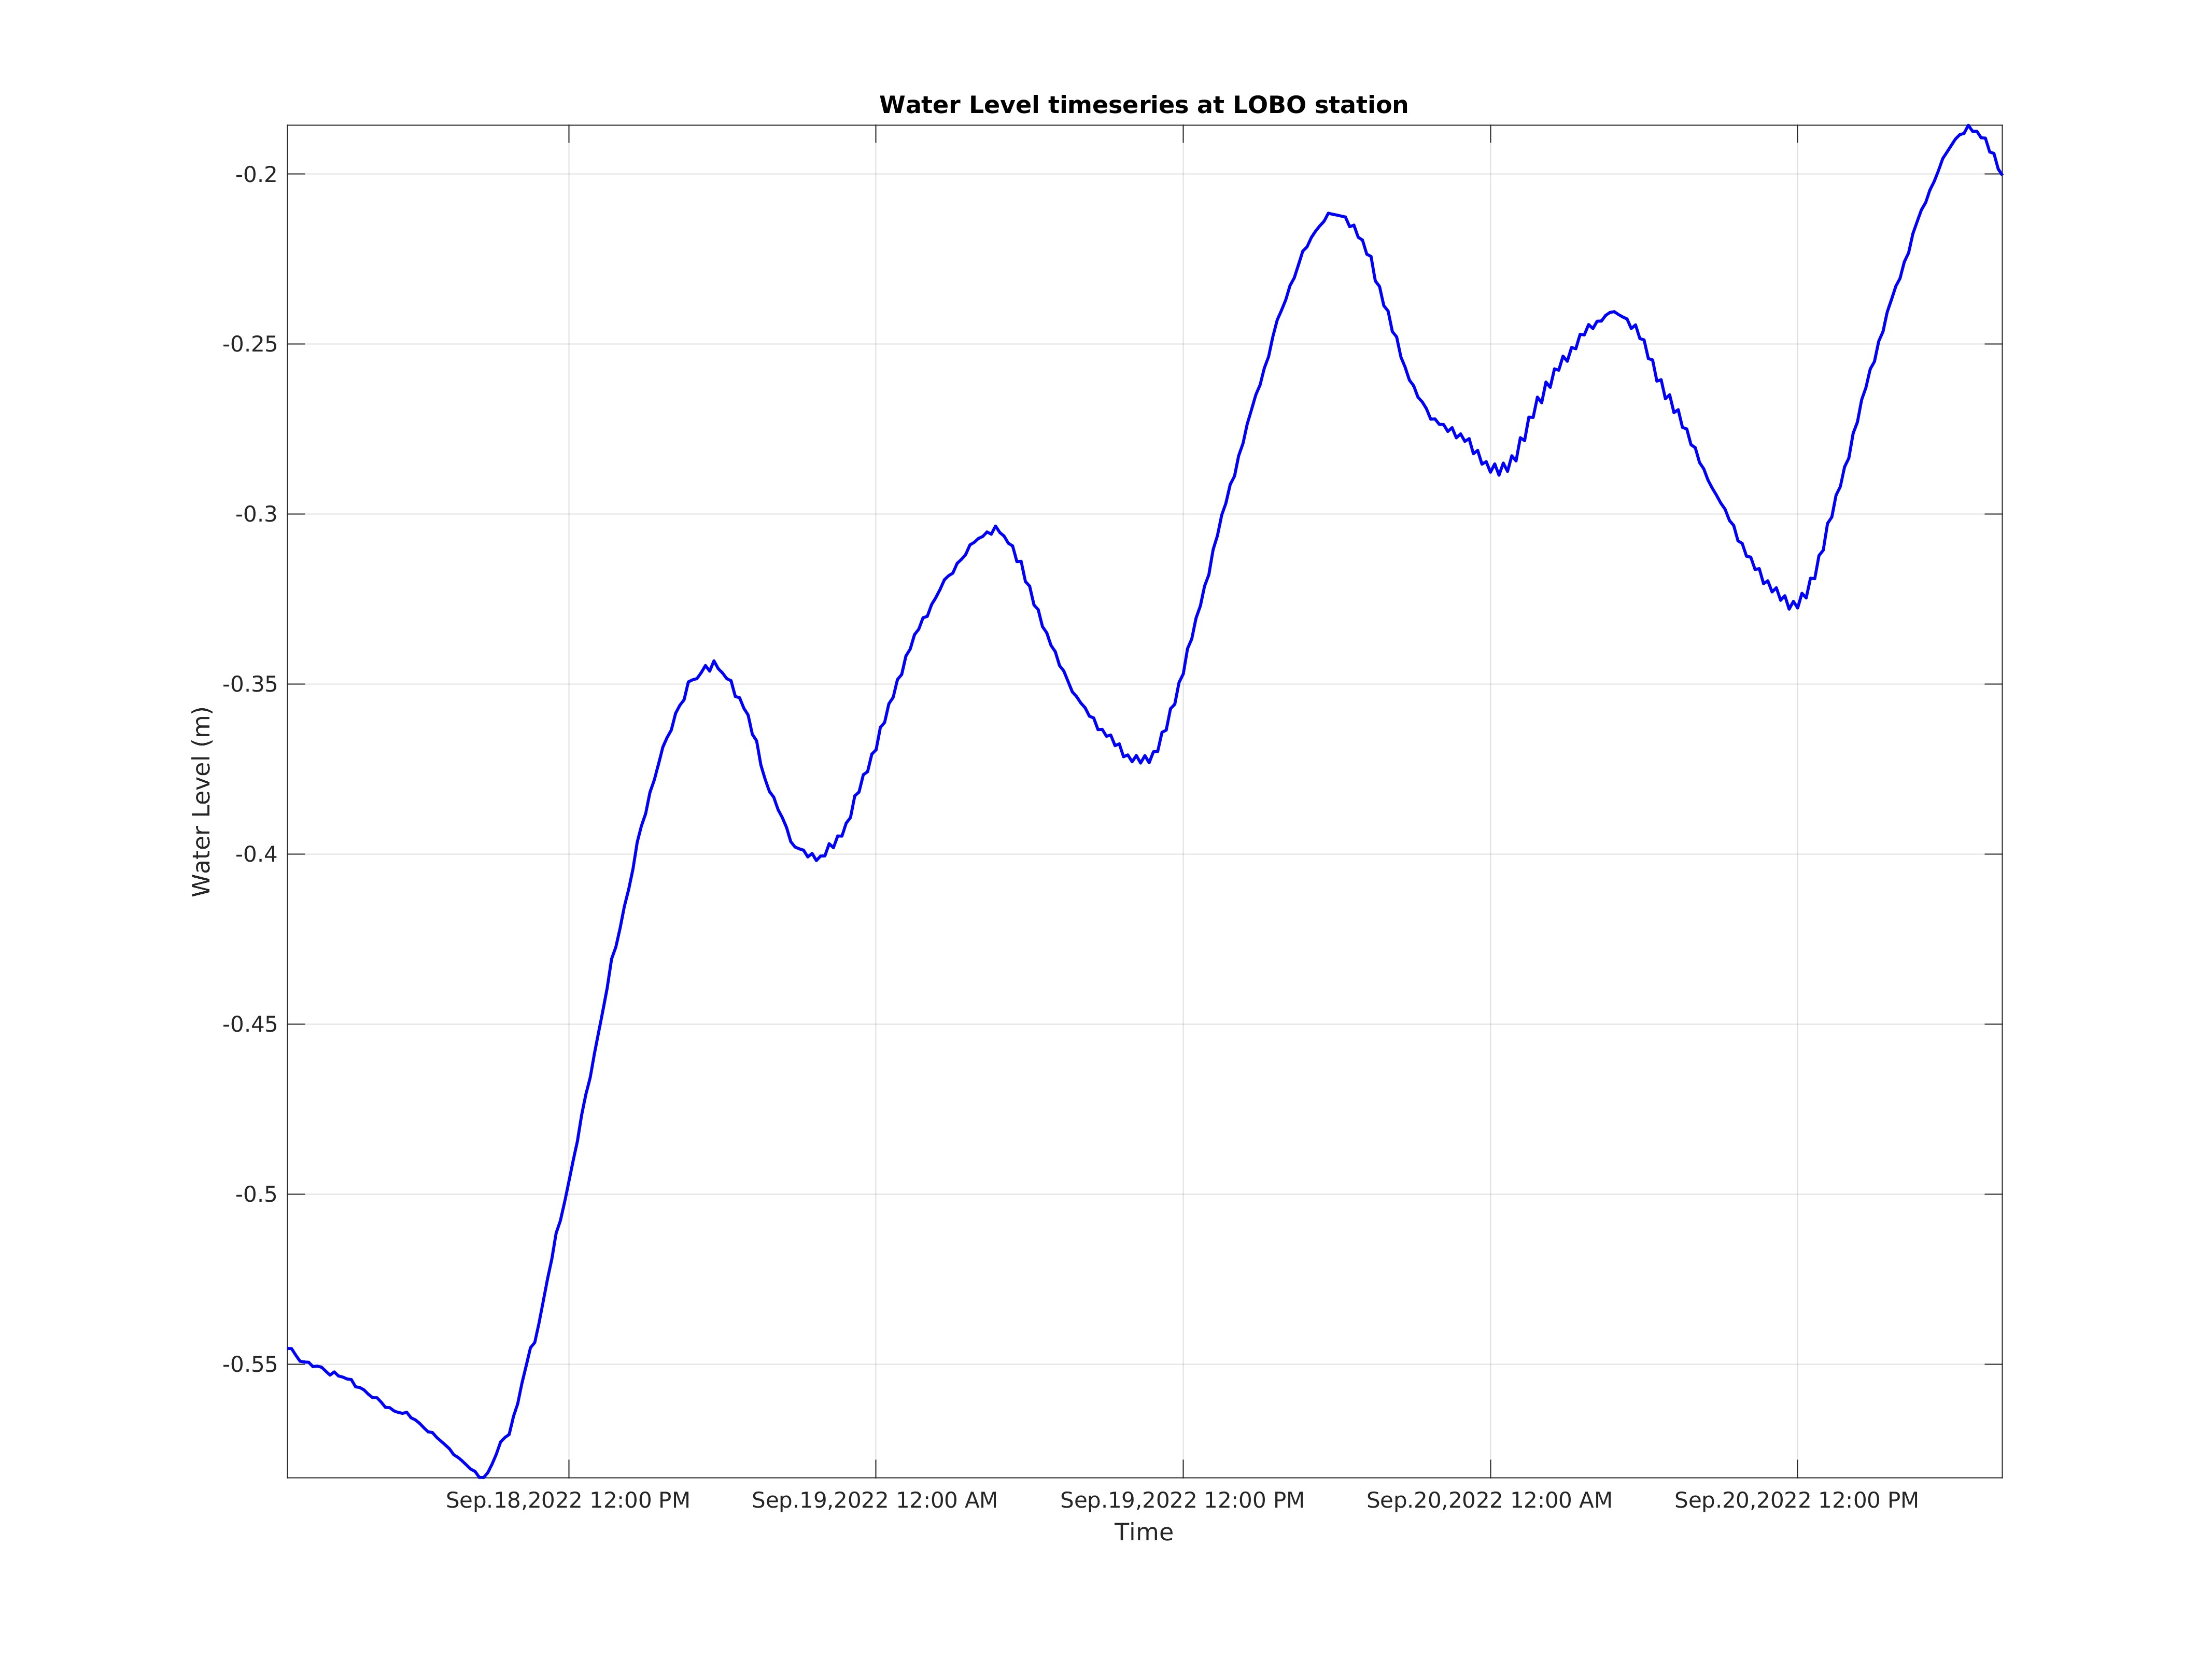 Water Level timeseries at LOBO station
-0.2
-0.25
-0.3
-0.35
-0.4
-0.45
-0.5
-0.55
Water Level (m)
Sep.18,2022 12:00 PM
Sep.19,2022 12:00 AM
Sep.19,2022 12:00 PM
Sep.20,2022 12:00 AM
Sep.20,2022 12:00 PM
Time